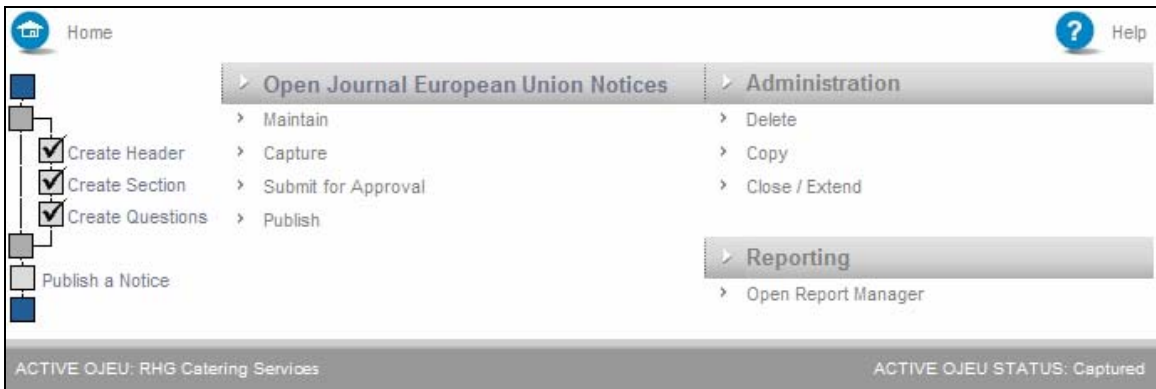 Home
? Help
Create Header
Create Section
Create Questions
Publish a Notice
Open Journal European Union Notices
Maintain
Capture
Submit for Approval
Publish
Administration
Delete
Copy
Close / Extend
Reporting
Open Report Manager
ACTIVE OJEU: RHG Catering Services
ACTIVE OJEU STATUS: Captured